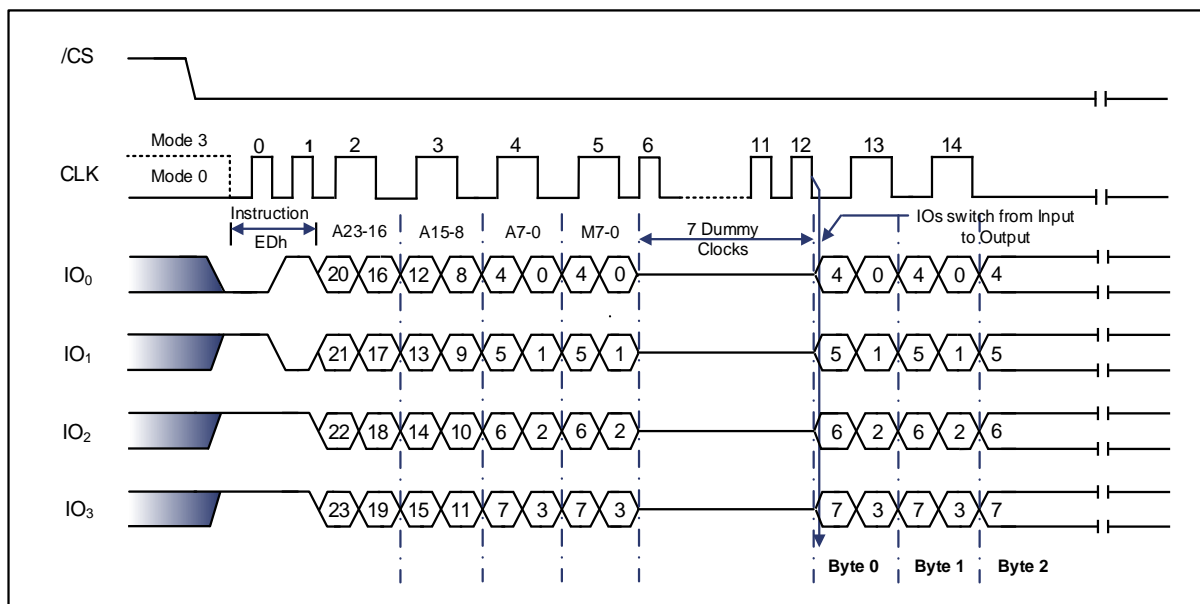 /CS
Mode 3
Mode 0
CLK
0 1 2 3 4 5 6 11 12 13 14
Instruction
EDh
A23-16 A15-8 A7-0 M7-0
7 Dummy
Clocks
IOs switch from Input
to Output
IO0 20 16 12 8 4 0 4 0 4 0 4 0 4
IO1 21 17 13 9 5 1 5 1 5 1 5 1 5
IO2 22 18 14 10 6 2 6 2 6 2 6 2 6
IO3 23 19 15 11 7 3 7 3 7 3 7 3 7
Byte 0 Byte 1 Byte 2